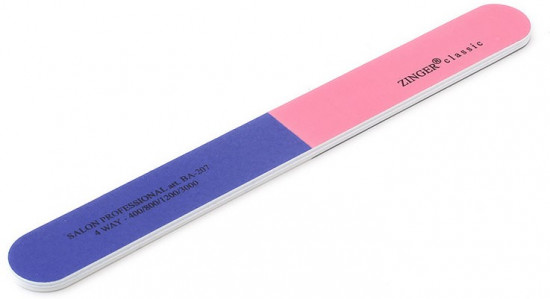 ZINGER® classic
SALON PROFESSIONAL art. BA-207
4 WAY - 400/800/1200/3000